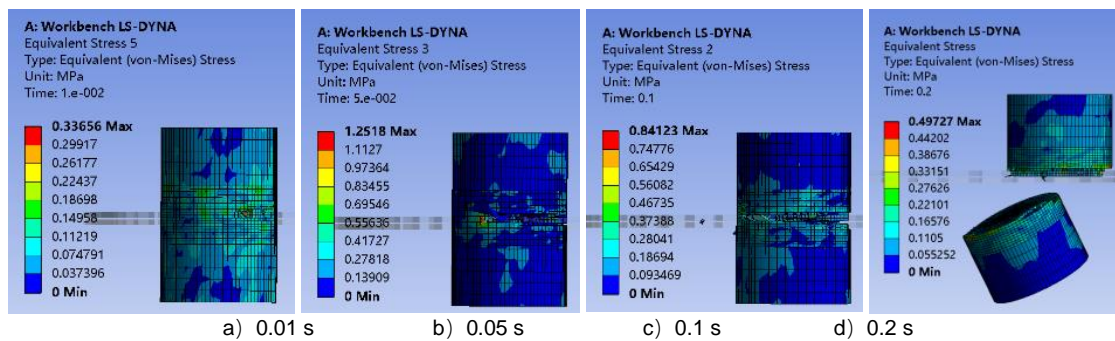 A: Workbench LS-DYNA
Equivalent Stress 5
Type: Equivalent (von-Mises) Stress
Unit: MPa
Time: 1.e-002
0.33656 Max
0.29917
0.26177
0.22437
0.18698
0.14958
0.11219
0.074791
0.037396
0 Min
A: Workbench LS-DYNA
Equivalent Stress 3
Type: Equivalent (von-Mises) Stress
Unit: MPa
Time: 5.e-002
1.2518 Max
1.1127
0.97364
0.83455
0.69546
0.55636
0.41727
0.27818
0.13909
0 Min
A: Workbench LS-DYNA
Equivalent Stress 2
Type: Equivalent (von-Mises) Stress
Unit: MPa
Time: 0.1
0.84123 Max
0.74776
0.65429
0.56082
0.46735
0.37388
0.28041
0.18694
0.093469
0 Min
A: Workbench LS-DYNA
Equivalent Stress
Type: Equivalent (von-Mises) Stress
Unit: MPa
Time: 0.2
0.49727 Max
0.44202
0.38676
0.33151
0.27626
0.22101
0.16576
0.1105
0.055252
0 Min
a）0.01 s b）0.05 s c）0.1 s d）0.2 s